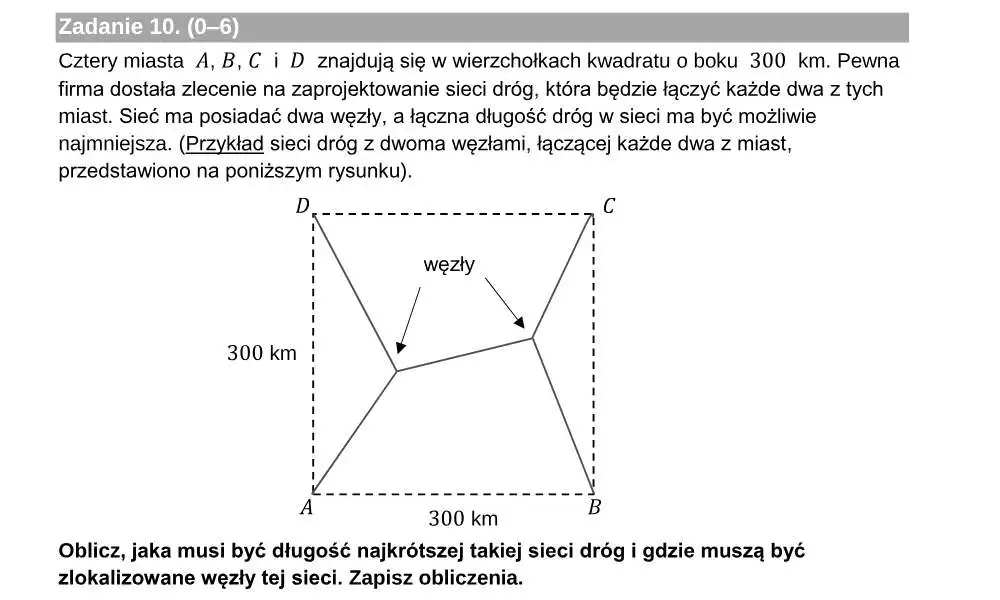 Zadanie 10. (0–6)
Cztery miasta A, B, C i D znajdują się w wierzchołkach kwadratu o boku 300 km. Pewna
firma dostała zlecenie na zaprojektowanie sieci dróg, która będzie łączyć każde dwa z tych
miast. Sieć ma posiadać dwa węzły, a łączna długość dróg w sieci ma być możliwie
najmniejsza. (Przykład sieci dróg z dwoma węzłami, łączącej każde dwa z miast,
przedstawiono na poniższym rysunku).
D
C
węzły
300 km
A
B
300 km
Oblicz, jaka musi być długość najkrótszej takiej sieci dróg i gdzie muszą być
zlokalizowane węzły tej sieci. Zapisz obliczenia.